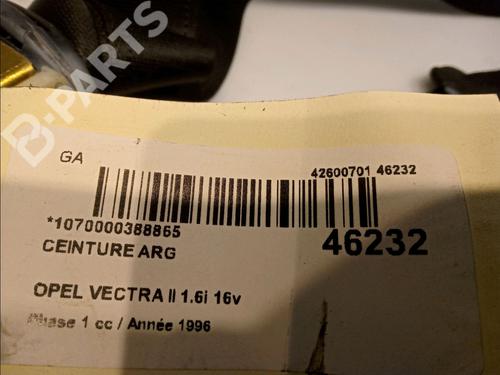 B-PARTS
GA
42600701 46232
*1070000388865
46232
CEINTURE ARG
OPEL VECTRA II 1.6i 16v
Phase 1 cc / Année 1996